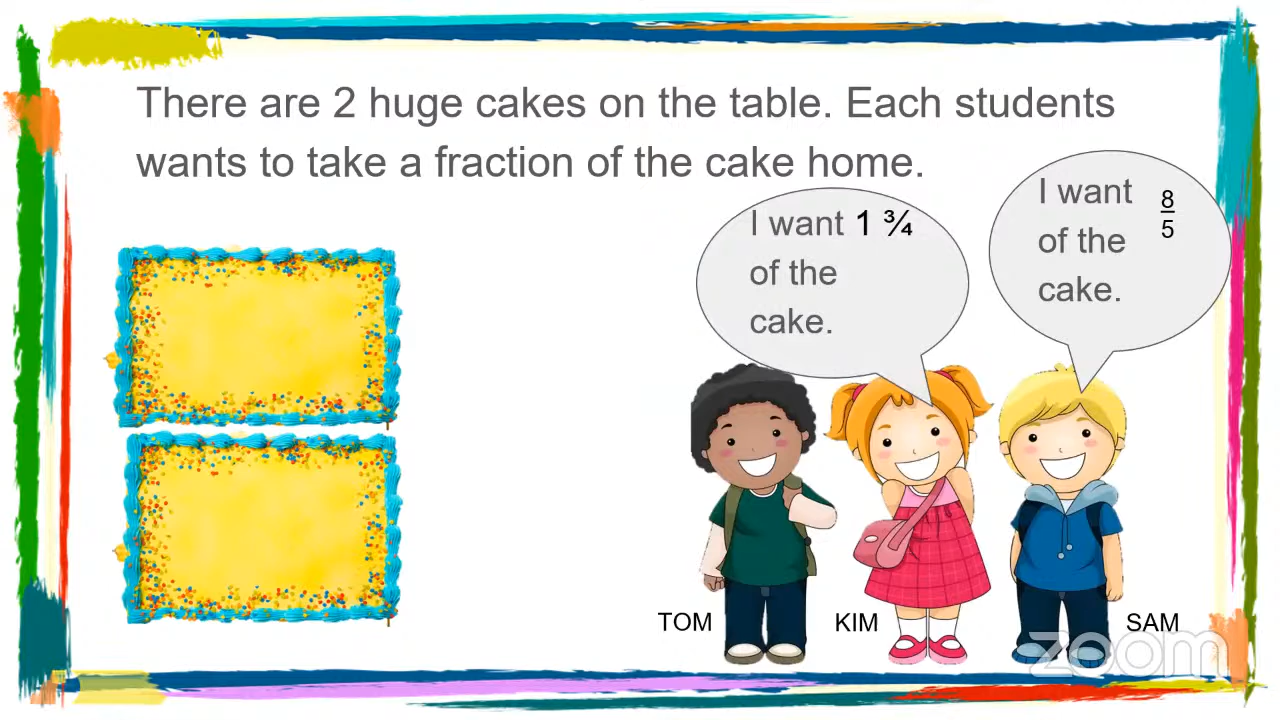 There are 2 huge cakes on the table. Each students
wants to take a fraction of the cake home.
I want 1 ¾
of the
cake.
I want 8/5
of the
cake.
TOM
KIM
SAM
zoom